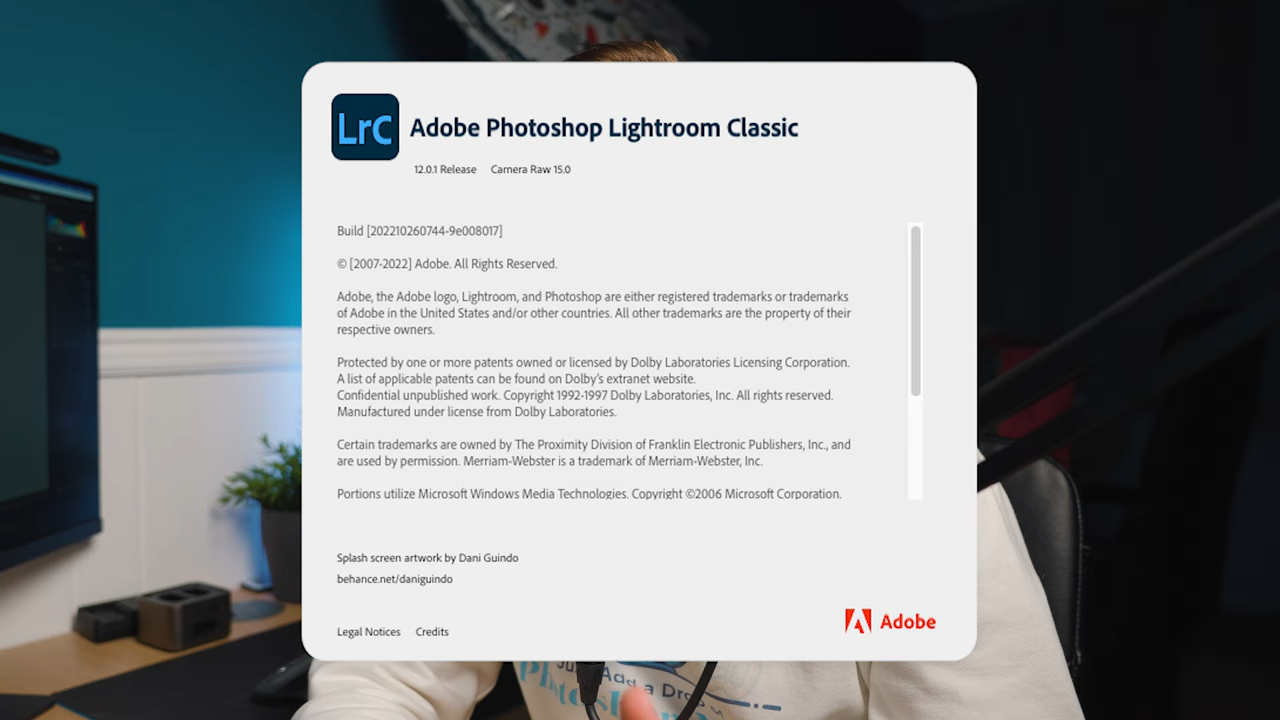 LrC
Adobe Photoshop Lightroom Classic
12.0.1 Release Camera Raw 15.0
Build [202210260744-9e008017]
© [2007-2022] Adobe. All Rights Reserved.
Adobe, the Adobe logo, Lightroom, and Photoshop are either registered trademarks or trademarks
of Adobe in the United States and/or other countries. All other trademarks are the property of their
respective owners.
Protected by one or more patents owned or licensed by Dolby Laboratories Licensing Corporation.
A list of applicable patents can be found on Dolby's extranet website.
Confidential unpublished work. Copyright 1992-1997 Dolby Laboratories, Inc. All rights reserved.
Manufactured under license from Dolby Laboratories.
Certain trademarks are owned by The Proximity Division of Franklin Electronic Publishers, Inc., and
are used by permission. Merriam-Webster is a trademark of Merriam-Webster, Inc.
Portions utilize Microsoft Windows Media Technologies. Copyright ©2006 Microsoft Corporation.
Splash screen artwork by Dani Guindo
behance.net/daniguindo
Legal Notices Credits
Adobe
Just Add a Drop